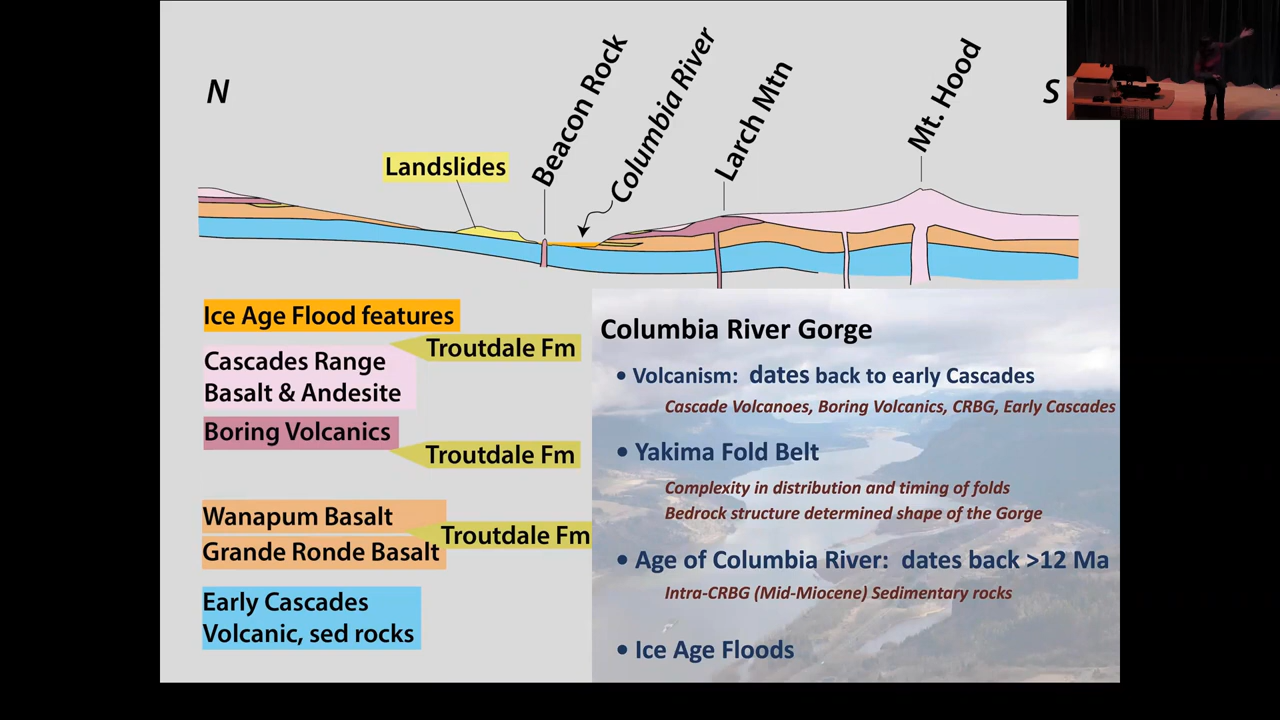 N
S
Landslides
Beacon Rock
Columbia River
Larch Mtn
Mt. Hood
Ice Age Flood features
Troutdale Fm
Cascades Range
Basalt & Andesite
Boring Volcanics
Troutdale Fm
Wanapum Basalt
Troutdale Fm
Grande Ronde Basalt
Early Cascades
Volcanic, sed rocks
Columbia River Gorge
• Volcanism: dates back to early Cascades
Cascade Volcanoes, Boring Volcanics, CRBG, Early Cascades
• Yakima Fold Belt
Complexity in distribution and timing of folds
Bedrock structure determined shape of the Gorge
• Age of Columbia River: dates back >12 Ma
Intra-CRBG (Mid-Miocene) Sedimentary rocks
• Ice Age Floods